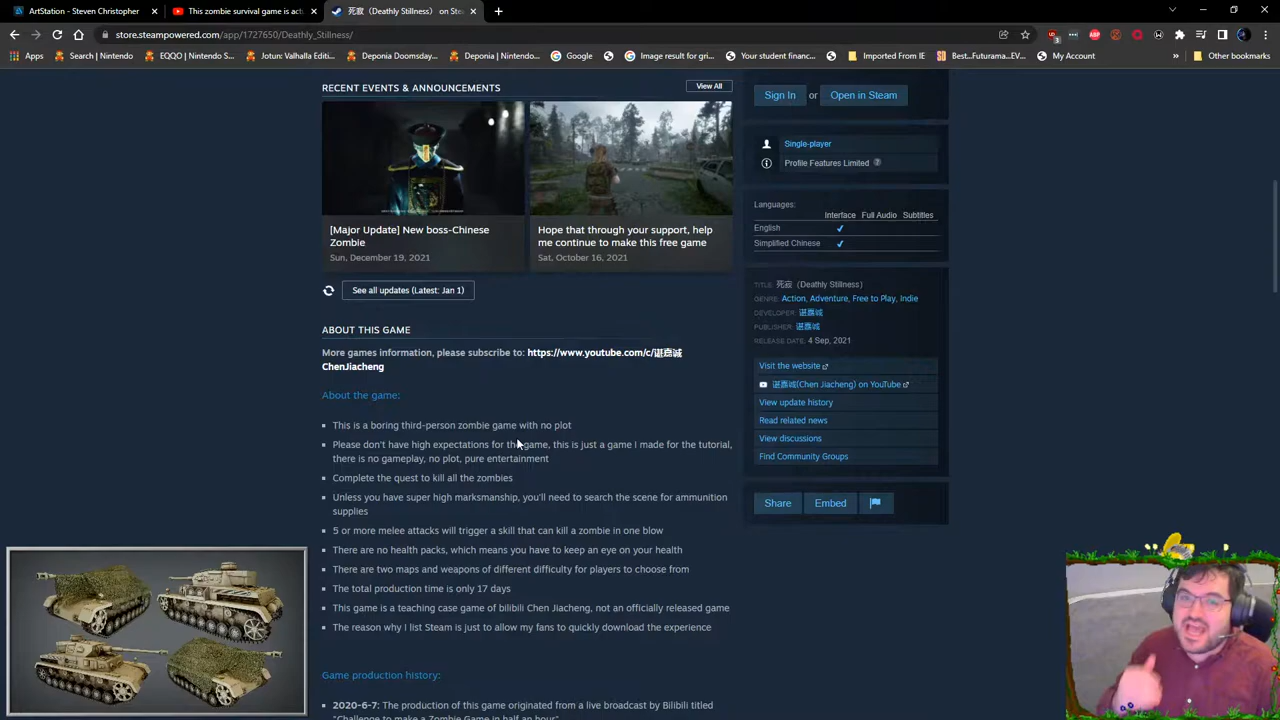 ArtStation - Steven Christopher
This zombie survival game is act
死寂（Deathly Stillness） on Ste
store.steampowered.com/app/1727650/Deathly_Stillness/
Apps
Search | Nintendo S...
EQQO | Nintendo S...
Jotun: Valhalla Editi...
Deponia Doomsday...
Deponia | Nintendo...
Google
Image result for gri...
Your student financ...
Imported From IE
Best...Futurama...EV...
My Account
Other bookmarks
RECENT EVENTS & ANNOUNCEMENTS
View All
[Major Update] New boss-Chinese
Zombie
Sun, December 19, 2021
Hope that through your support, help
me continue to make this free game
Sat, October 16, 2021
See all updates (Latest: Jan 1)
ABOUT THIS GAME
More games information, please subscribe to: https://www.youtube.com/c/谌嘉诚
ChenJiacheng
About the game:
This is a boring third-person zombie game with no plot
Please don't have high expectations for the game, this is just a game I made for the tutorial,
there is no gameplay, no plot, pure entertainment
Complete the quest to kill all the zombies
Unless you have super high marksmanship, you'll need to search the scene for ammunition
supplies
5 or more melee attacks will trigger a skill that can kill a zombie in one blow
There are no health packs, which means you have to keep an eye on your health
There are two maps and weapons of different difficulty for players to choose from
The total production time is only 17 days
This game is a teaching case game of bilibili Chen Jiacheng, not an officially released game
The reason why I list Steam is just to allow my fans to quickly download the experience
Game production history:
2020-6-7: The production of this game originated from a live broadcast by Bilibili titled
"Challenge to make a Zombie Game in half an hour"
Sign In or Open in Steam
Single-player
Profile Features Limited ?
Languages:
Interface Full Audio Subtitles
English ✔
Simplified Chinese ✔
TITLE: 死寂（Deathly Stillness）
GENRE: Action, Adventure, Free to Play, Indie
DEVELOPER: 谌嘉诚
PUBLISHER: 谌嘉诚
RELEASE DATE: 4 Sep, 2021
Visit the website
谌嘉诚(Chen Jiacheng) on YouTube
View update history
Read related news
View discussions
Find Community Groups
Share
Embed